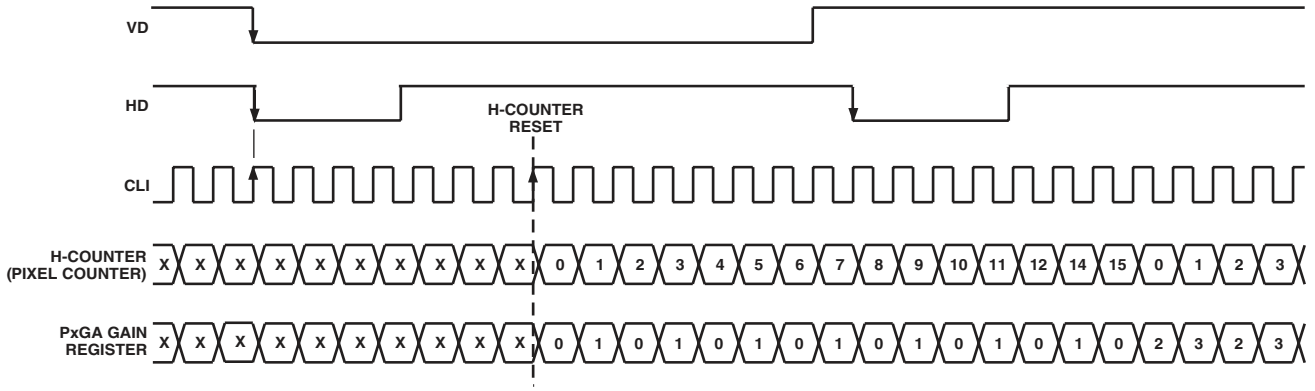 VD
HD
H-COUNTER
RESET
CLI
H-COUNTER
(PIXEL COUNTER)
X X X X X X X X X X 0 1 2 3 4 5 6 7 8 9 10 11 12 14 15 0 1 2 3
PxGA GAIN
REGISTER
X X X X X X X X X X 0 1 0 1 0 1 0 1 0 1 0 1 0 1 0 2 3 2 3